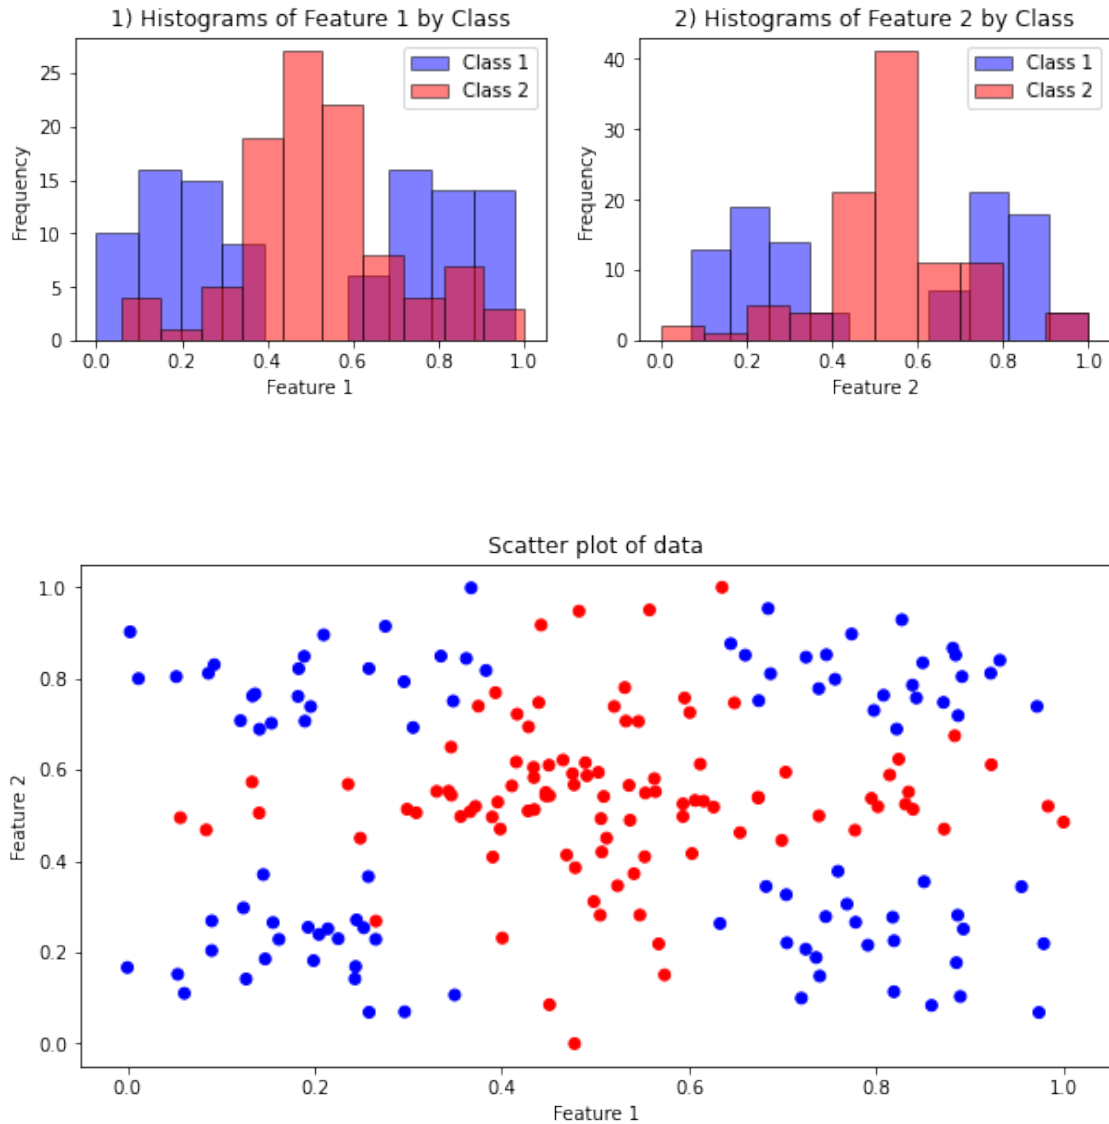 1) Histograms of Feature 1 by Class
25
20
15
10
5
0
Frequency
Class 1
Class 2
0.0 0.2 0.4 0.6 0.8 1.0
Feature 1
2) Histograms of Feature 2 by Class
40
30
20
10
0
Frequency
Class 1
Class 2
0.0 0.2 0.4 0.6 0.8 1.0
Feature 2
Scatter plot of data
1.0
0.8
0.6
0.4
0.2
0.0
Feature 2
0.0 0.2 0.4 0.6 0.8 1.0
Feature 1